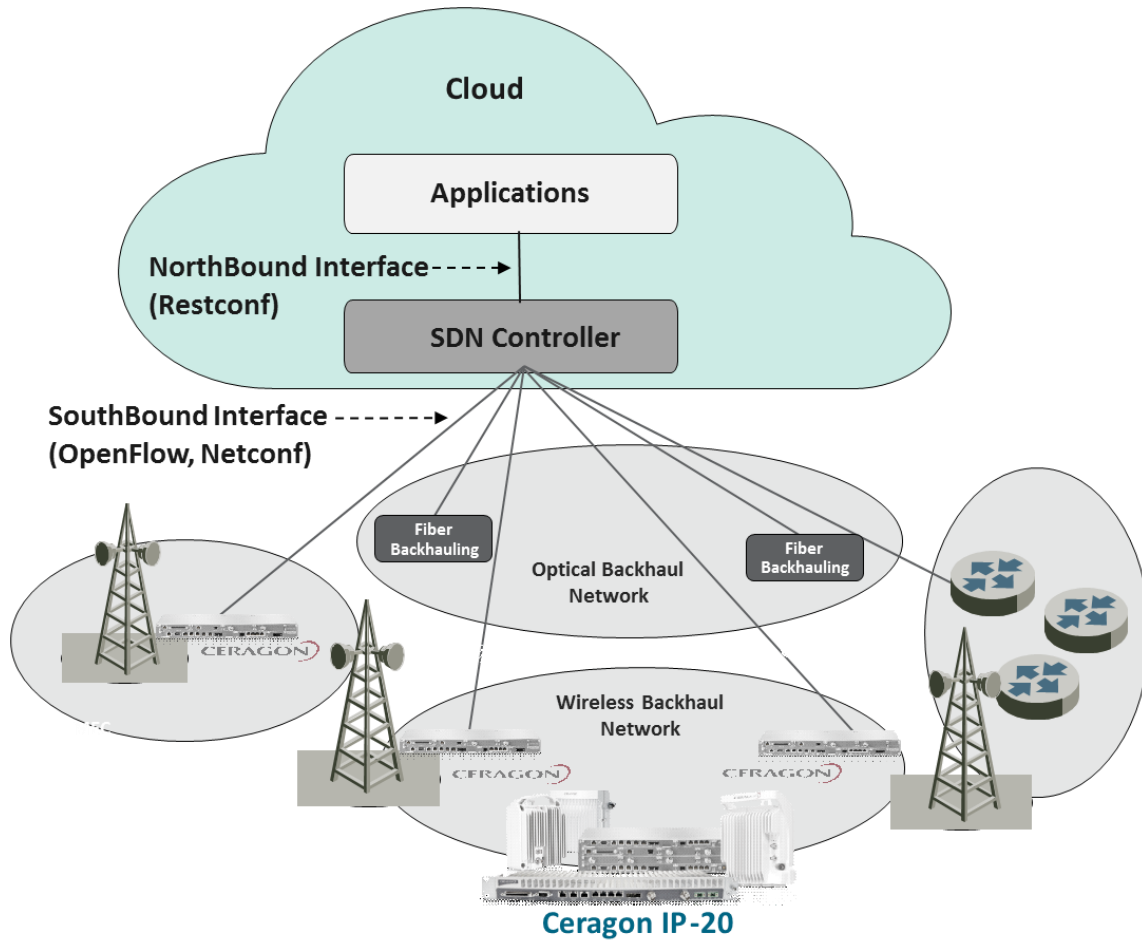 Cloud
Applications
NorthBound Interface
(Restconf)
SDN Controller
SouthBound Interface
(OpenFlow, Netconf)
Fiber
Backhauling
Fiber
Backhauling
Optical Backhaul
Network
CERAGON
Wireless Backhaul
Network
CERAGON
CERAGON
Ceragon IP-20